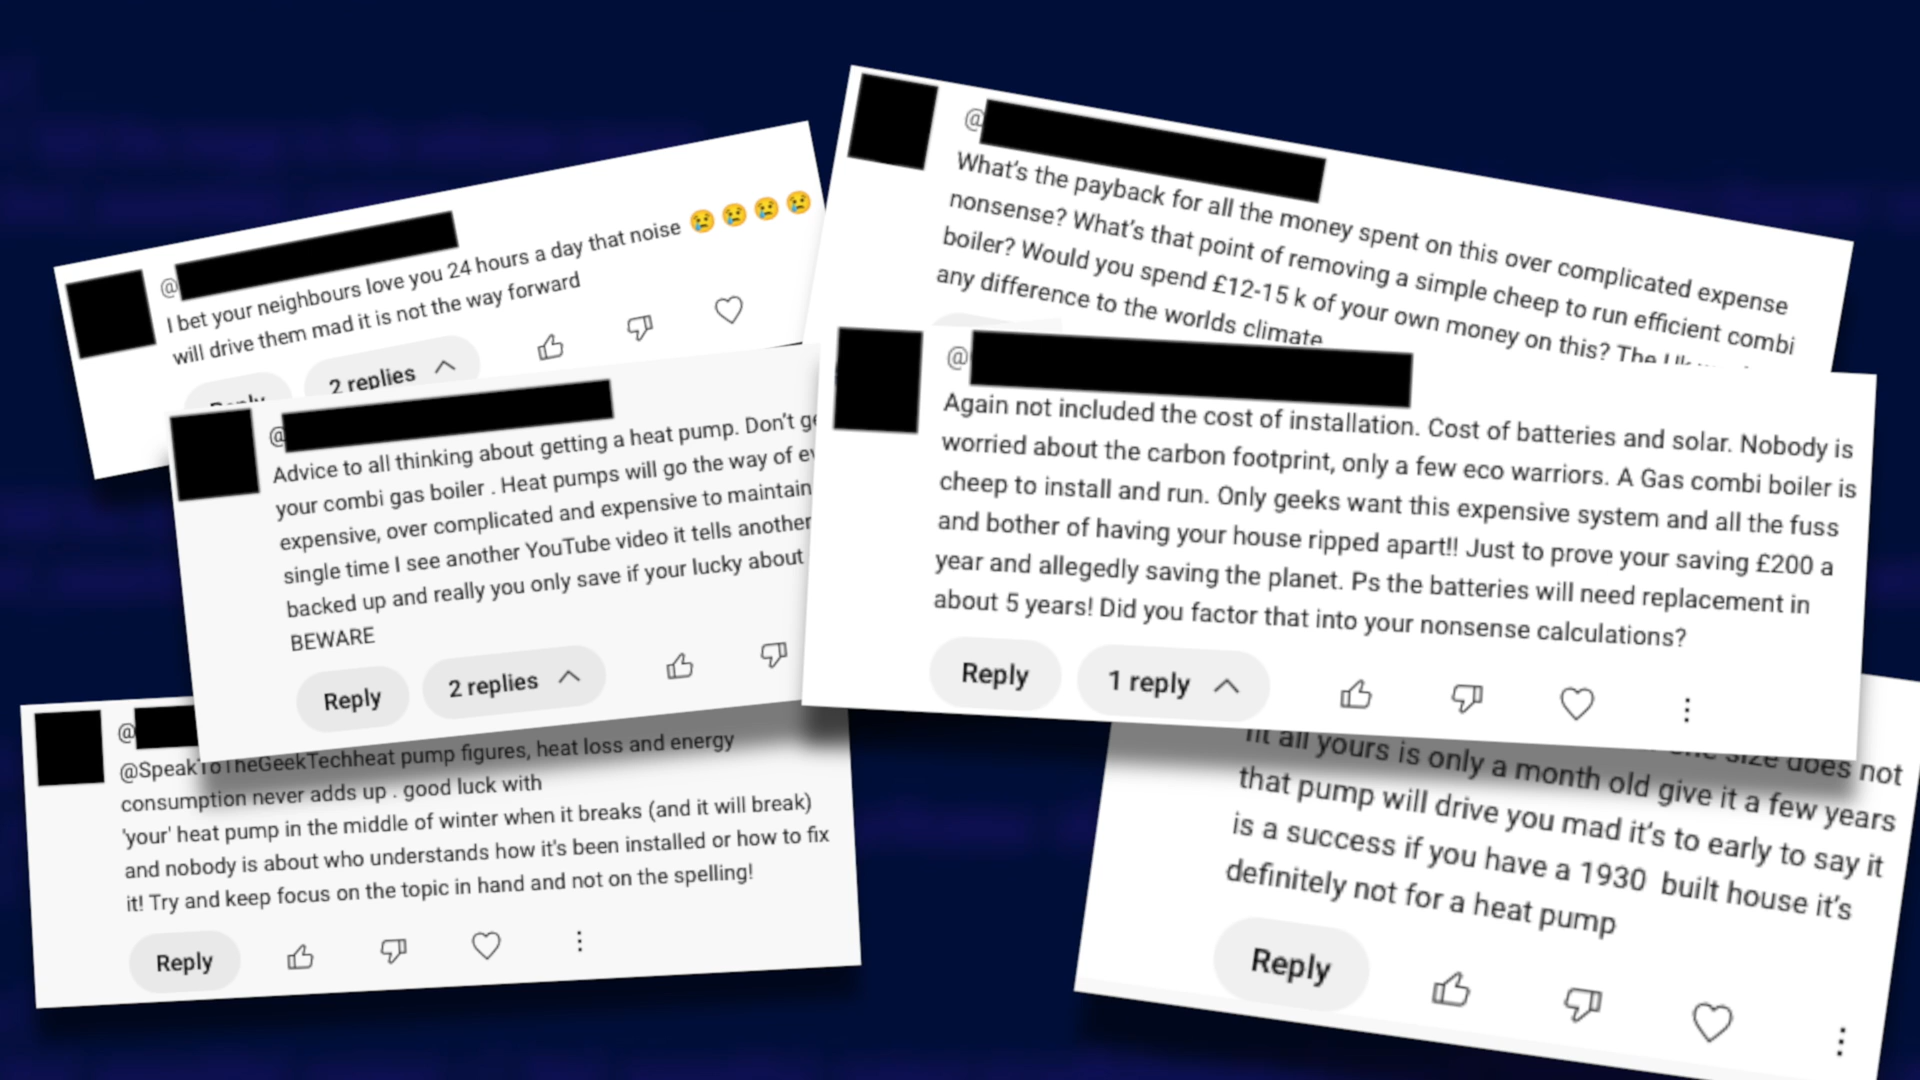 @
I bet your neighbours love you 24 hours a day that noise 😢😢😢😢
will drive them mad it is not the way forward
Reply 2 replies
@
What's the payback for all the money spent on this over complicated expense
nonsense? What's that point of removing a simple cheep to run efficient combi
boiler? Would you spend £12-15 k of your own money on this? The Uk
any difference to the worlds climate
@
Advice to all thinking about getting a heat pump. Don't
your combi gas boiler . Heat pumps will go the way of
expensive, over complicated and expensive to maintain
single time I see another YouTube video it tells another
backed up and really you only save if your lucky about
BEWARE
Reply 2 replies
@
Again not included the cost of installation. Cost of batteries and solar. Nobody is
worried about the carbon footprint, only a few eco warriors. A Gas combi boiler is
cheep to install and run. Only geeks want this expensive system and all the fuss
and bother of having your house ripped apart!! Just to prove your saving £200 a
year and allegedly saving the planet. Ps the batteries will need replacement in
about 5 years! Did you factor that into your nonsense calculations?
Reply 1 reply
@
@SpeakToTheGeekTechheat pump figures, heat loss and energy
consumption never adds up . good luck with
'your' heat pump in the middle of winter when it breaks (and it will break)
and nobody is about who understands how it's been installed or how to fix
it! Try and keep focus on the topic in hand and not on the spelling!
Reply
size does not
fit all yours is only a month old give it a few years
that pump will drive you mad it's to early to say it
is a success if you have a 1930 built house it's
definitely not for a heat pump
Reply